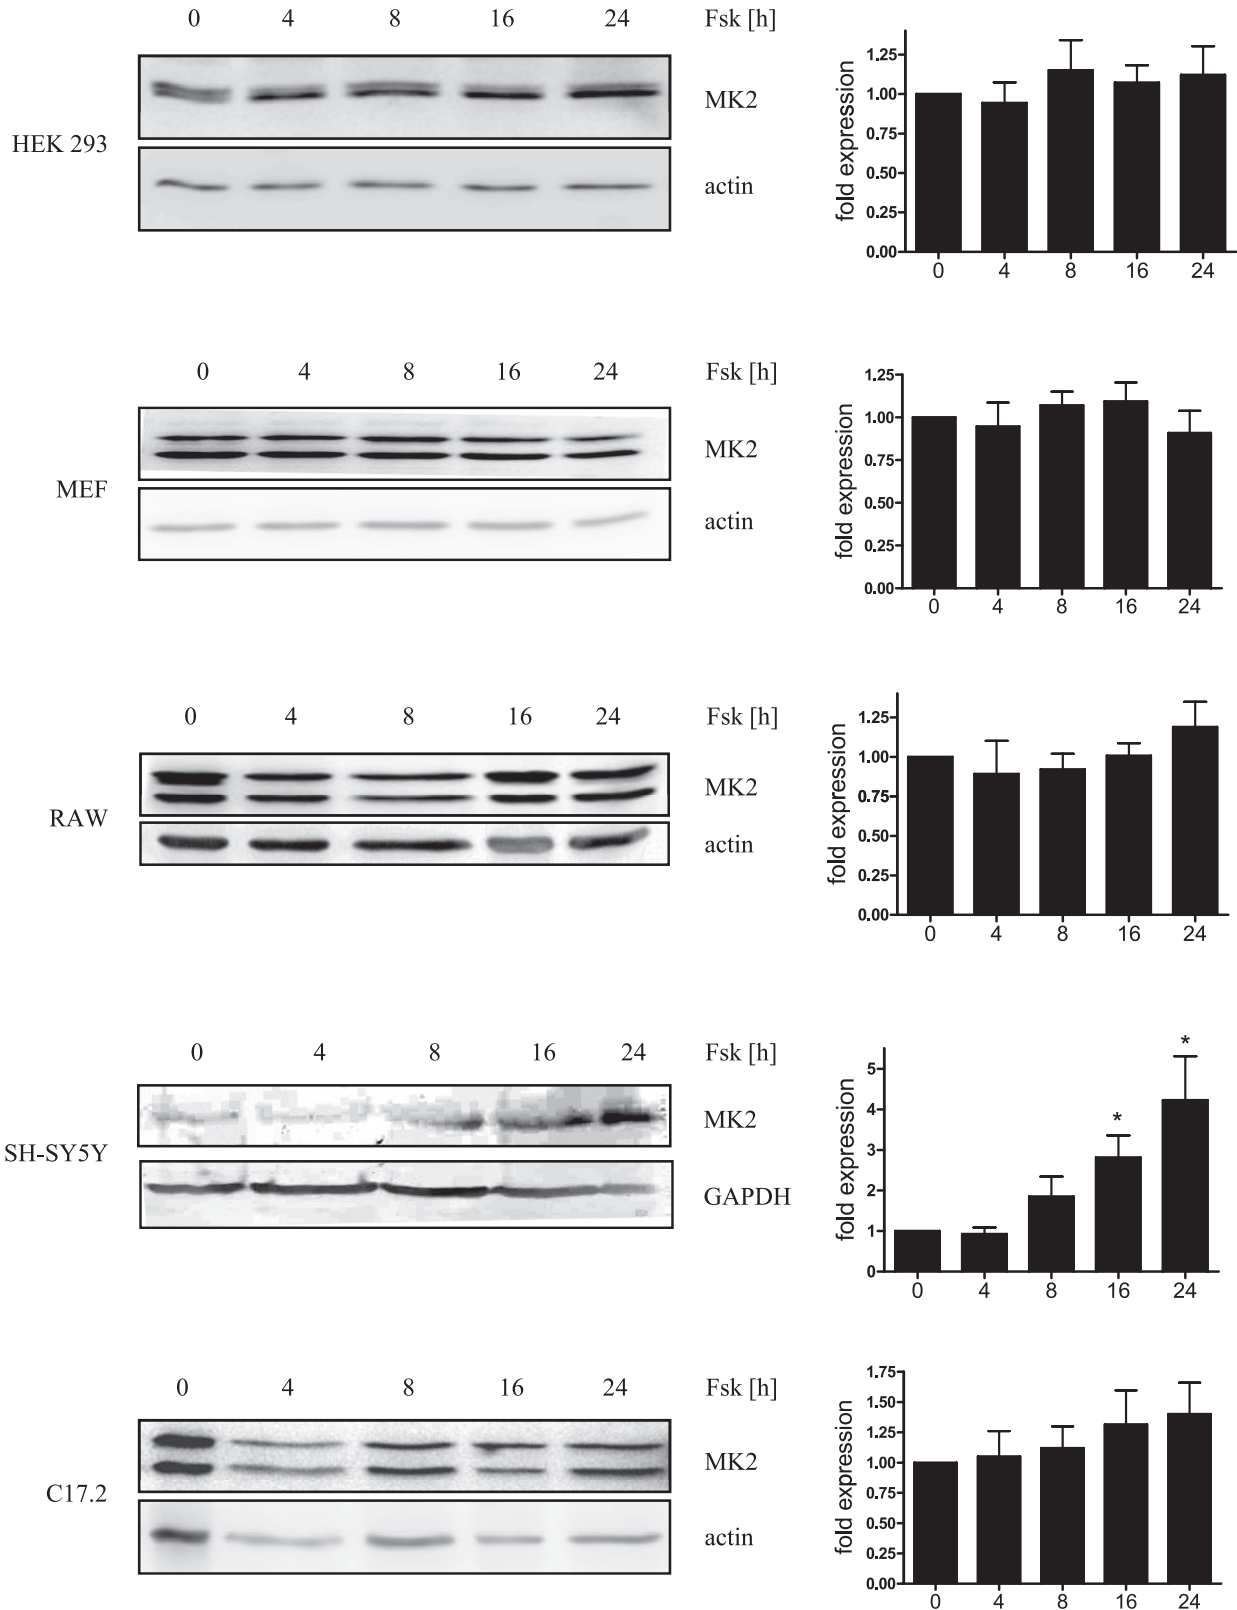 0 4 8 16 24 Fsk [h]
MK2
HEK 293
actin
fold expression
1.25
1.00
0.75
0.50
0.25
0.00
0 4 8 16 24
0 4 8 16 24 Fsk [h]
MK2
MEF
actin
fold expression
1.25
1.00
0.75
0.50
0.25
0.00
0 4 8 16 24
0 4 8 16 24 Fsk [h]
MK2
RAW
actin
fold expression
1.25
1.00
0.75
0.50
0.25
0.00
0 4 8 16 24
0 4 8 16 24 Fsk [h]
MK2
SH-SY5Y
GAPDH
fold expression
5
4
3
2
1
0
* *
0 4 8 16 24
0 4 8 16 24 Fsk [h]
MK2
C17.2
actin
fold expression
1.75
1.50
1.25
1.00
0.75
0.50
0.25
0.00
0 4 8 16 24